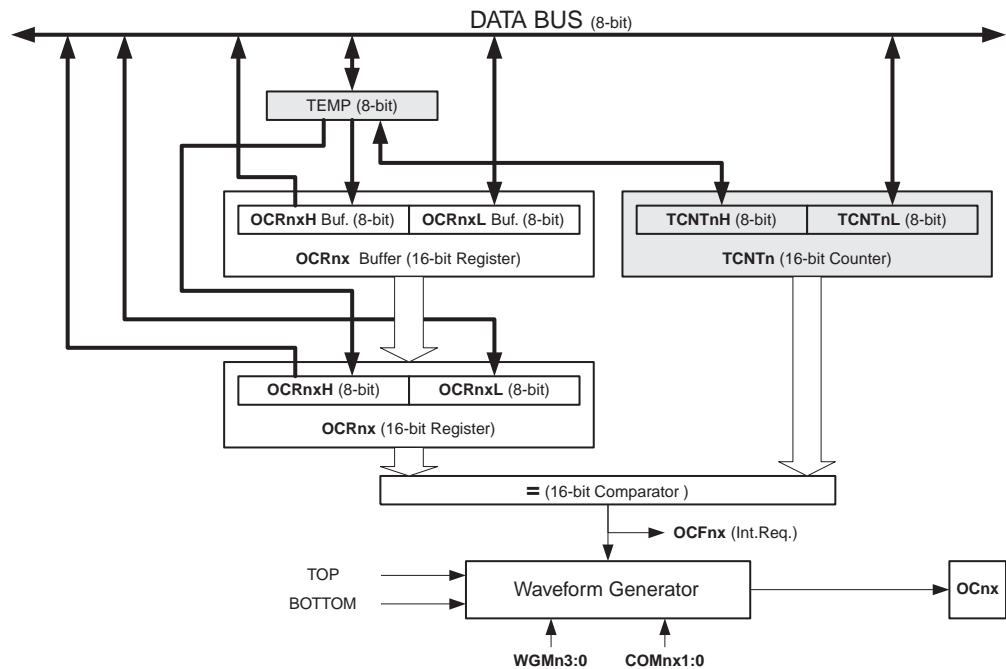 DATA BUS (8-bit)
TEMP (8-bit)
OCRnxH Buf. (8-bit) OCRnxL Buf. (8-bit)
OCRnx Buffer (16-bit Register)
TCNTnH (8-bit) TCNTnL (8-bit)
TCNTn (16-bit Counter)
OCRnxH (8-bit) OCRnxL (8-bit)
OCRnx (16-bit Register)
= (16-bit Comparator )
OCFnx (Int.Req.)
TOP
BOTTOM
Waveform Generator
OCnx
WGMn3:0 COMnx1:0